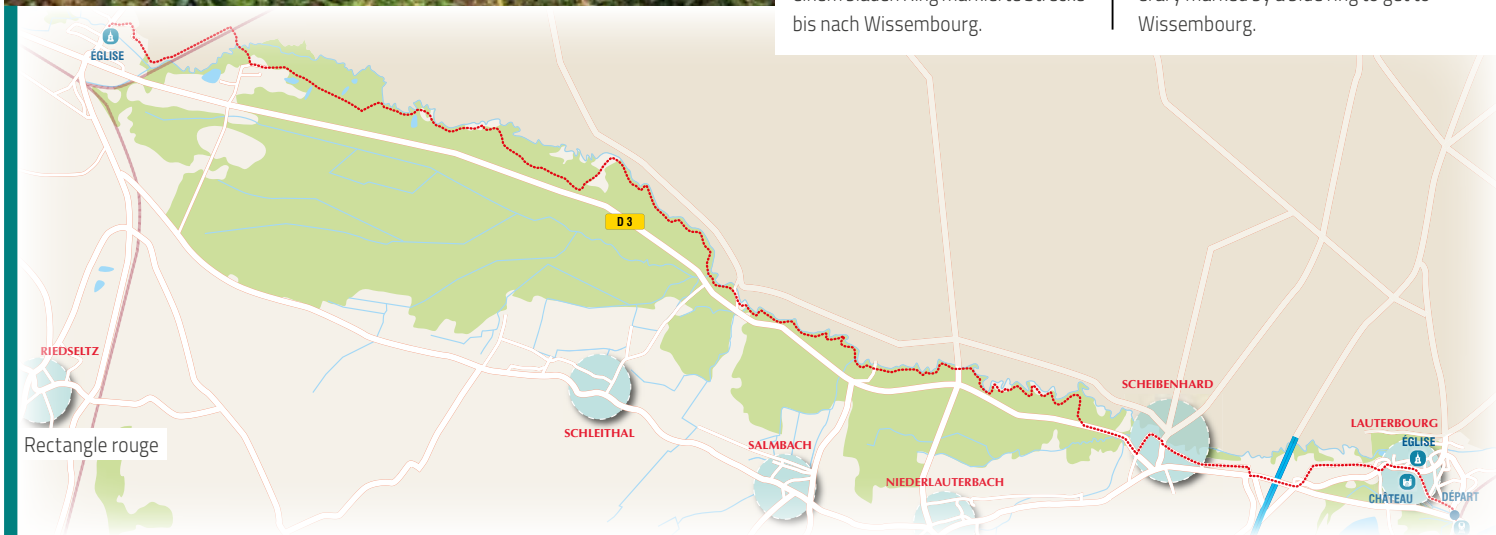 bis nach Wissembourg.
Wissembourg.
ÉGLISE
D 3
RIEDSELTZ
Rectangle rouge
SCHLEITHAL
SALMBACH
NIEDERLAUTERBACH
SCHEIBENHARD
LAUTERBOURG
ÉGLISE
CHÂTEAU
DÉPART